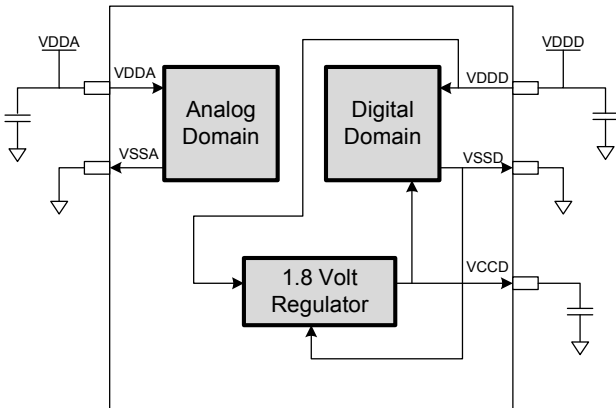 VDDA
VDDD
VDDA
VDDD
Analog
Domain
Digital
Domain
VSSA
VSSD
VCCD
1.8 Volt
Regulator